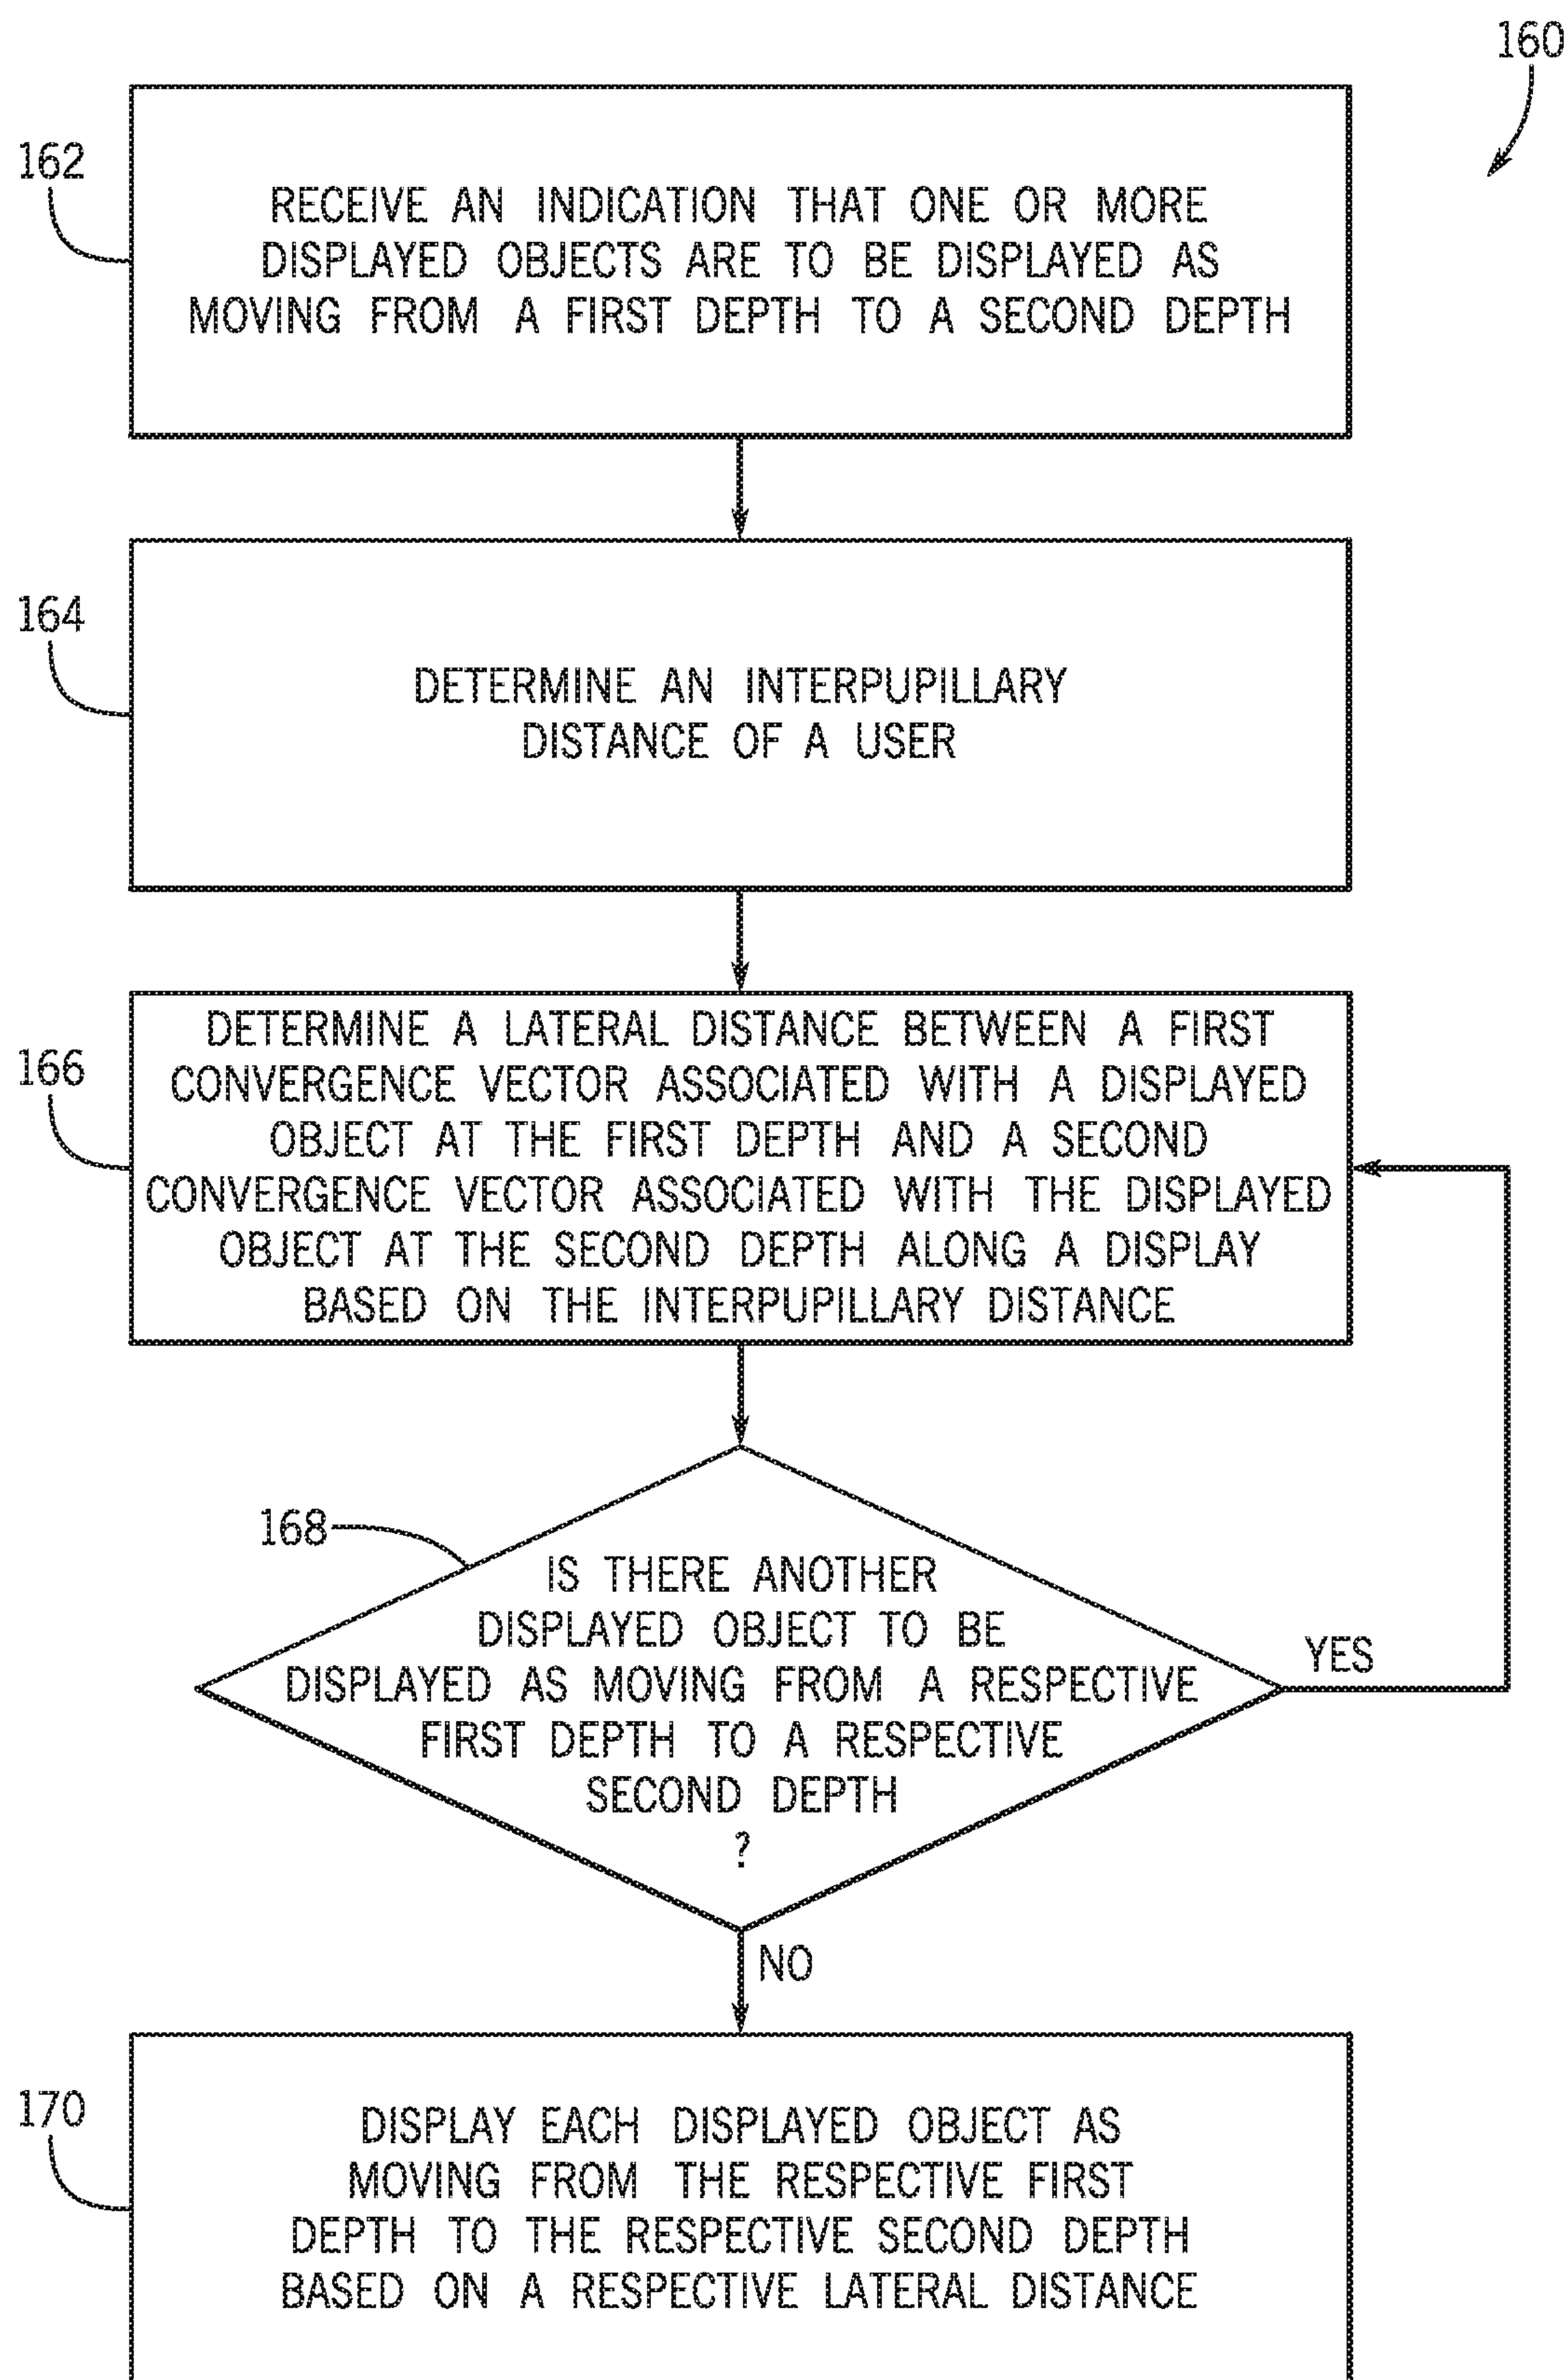 160
162
RECEIVE AN INDICATION THAT ONE OR MORE
DISPLAYED OBJECTS ARE TO BE DISPLAYED AS
MOVING FROM A FIRST DEPTH TO A SECOND DEPTH
164
DETERMINE AN INTERPUPILLARY
DISTANCE OF A USER
166
DETERMINE A LATERAL DISTANCE BETWEEN A FIRST
CONVERGENCE VECTOR ASSOCIATED WITH A DISPLAYED
OBJECT AT THE FIRST DEPTH AND A SECOND
CONVERGENCE VECTOR ASSOCIATED WITH THE DISPLAYED
OBJECT AT THE SECOND DEPTH ALONG A DISPLAY
BASED ON THE INTERPUPILLARY DISTANCE
168
IS THERE ANOTHER
DISPLAYED OBJECT TO BE
DISPLAYED AS MOVING FROM A RESPECTIVE
FIRST DEPTH TO A RESPECTIVE
SECOND DEPTH
?
YES
NO
170
DISPLAY EACH DISPLAYED OBJECT AS
MOVING FROM THE RESPECTIVE FIRST
DEPTH TO THE RESPECTIVE SECOND DEPTH
BASED ON A RESPECTIVE LATERAL DISTANCE